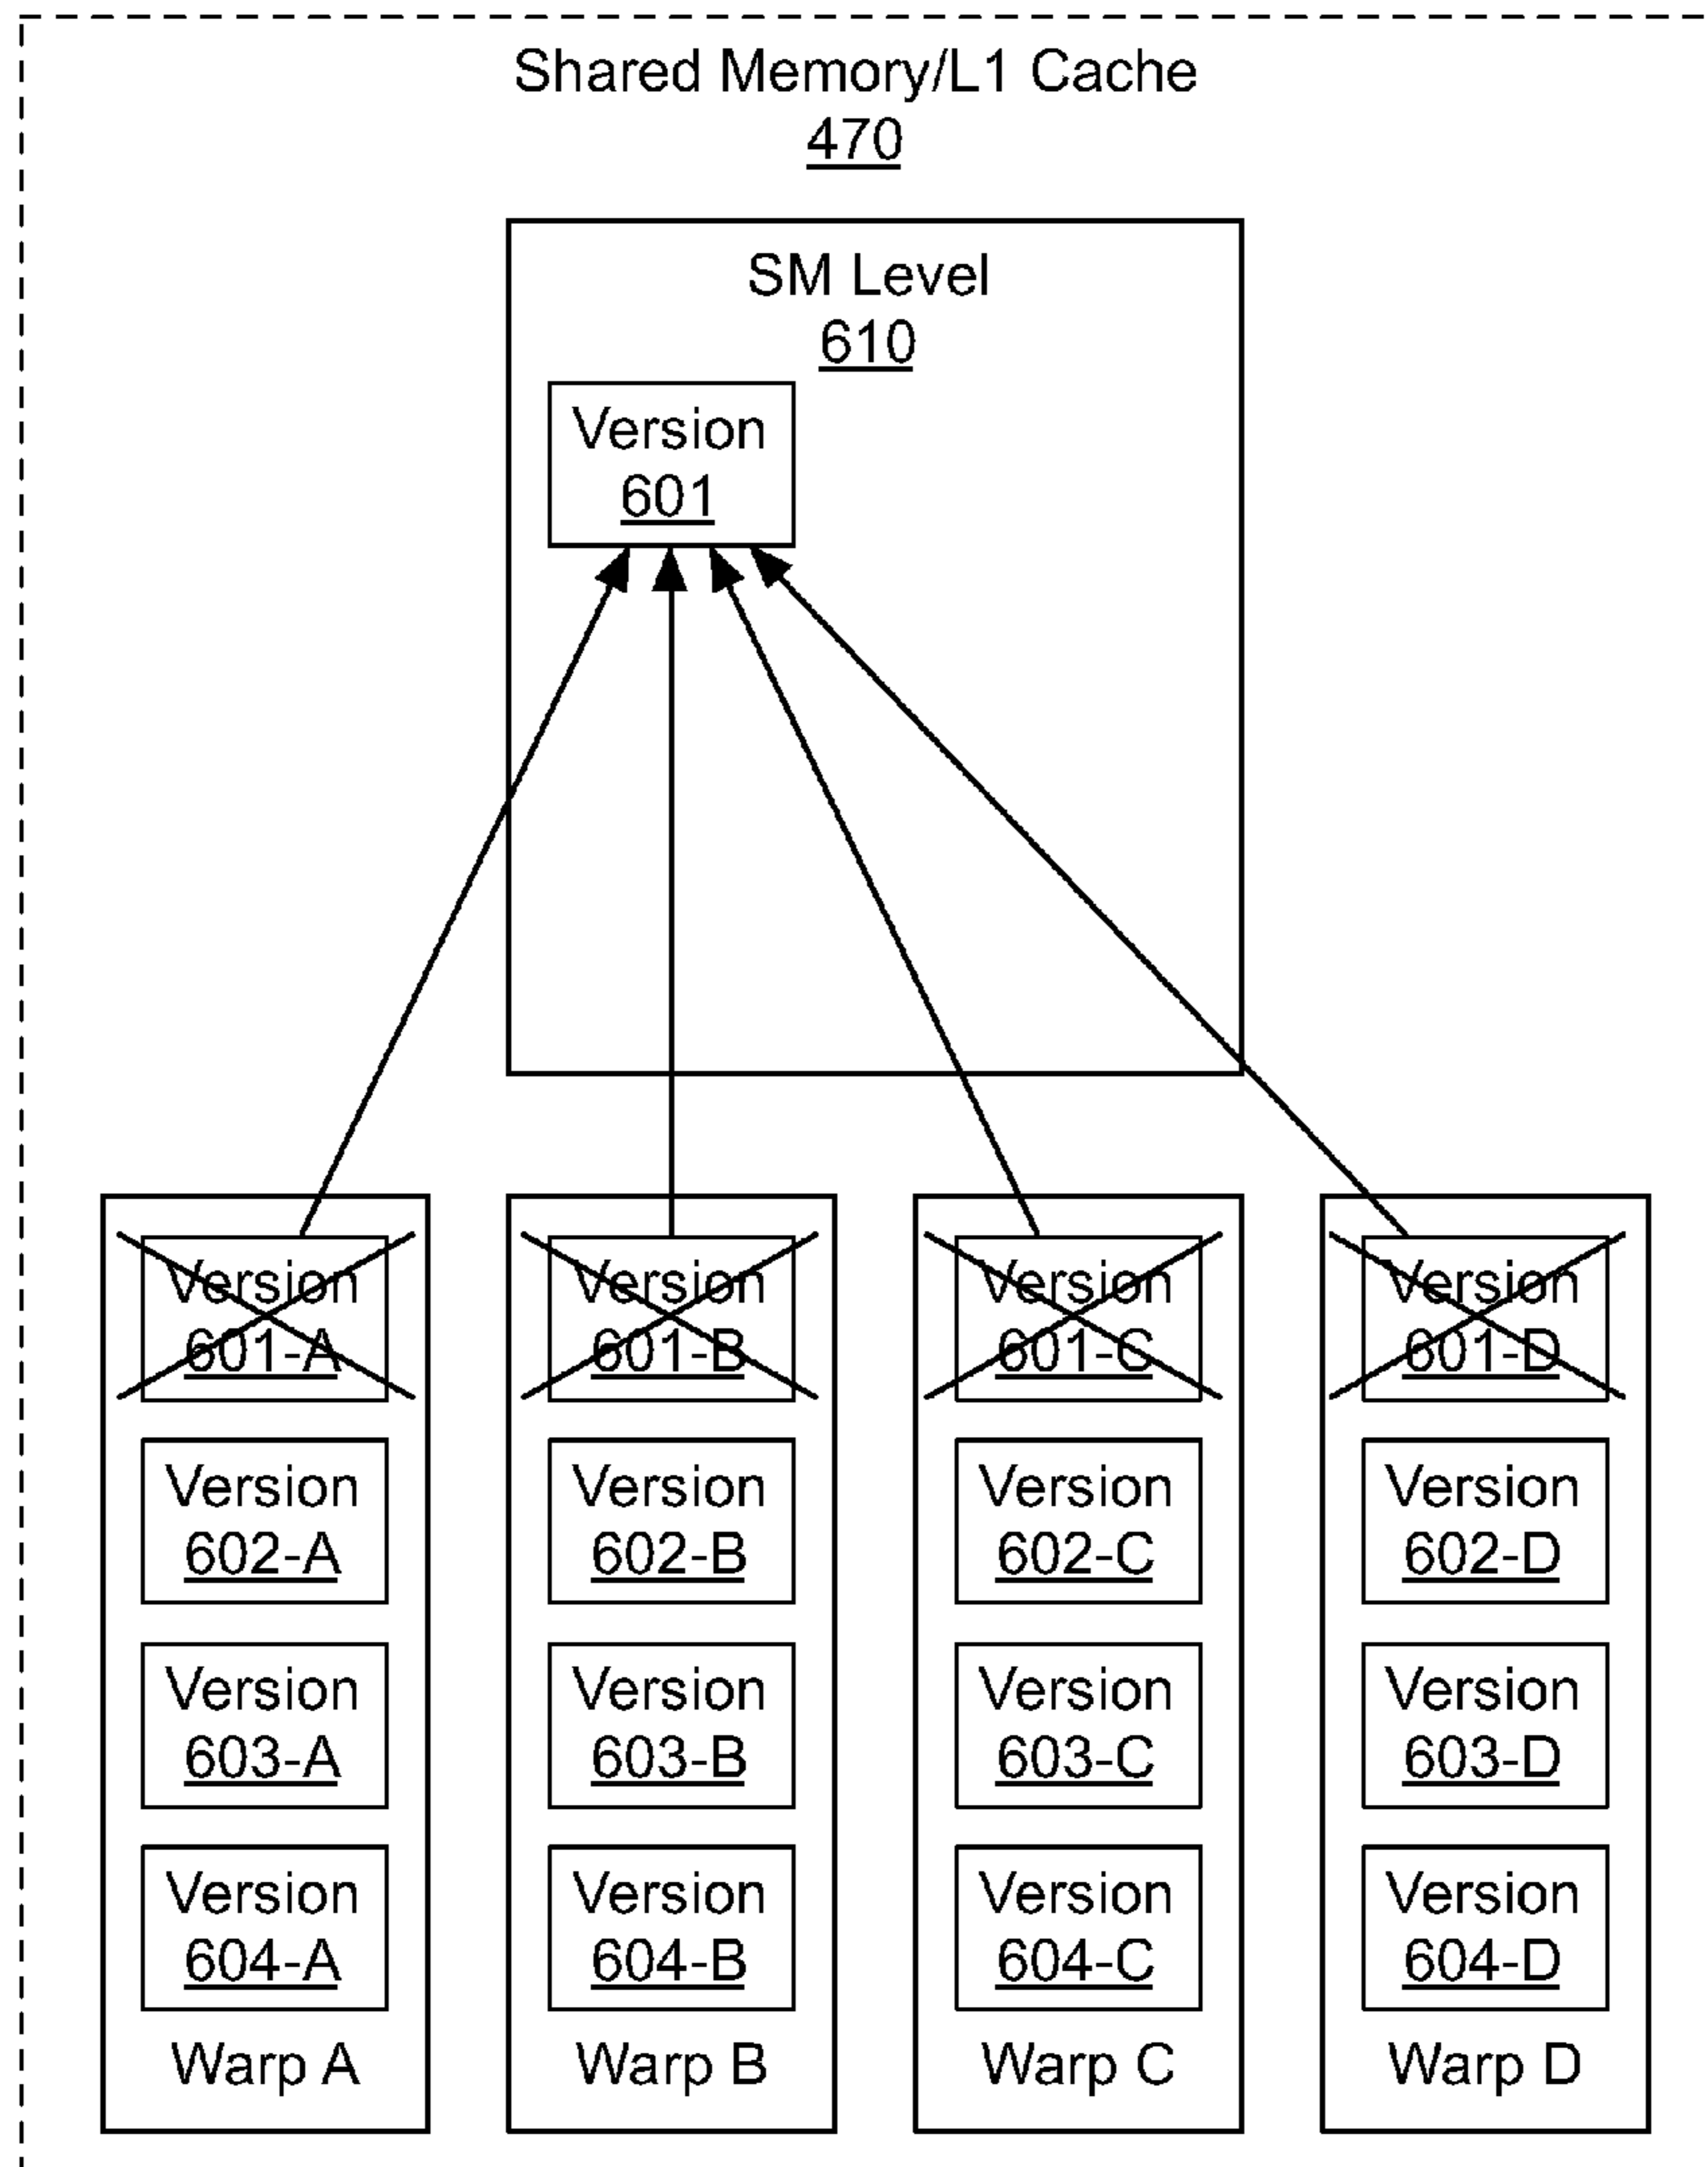 Shared Memory/L1 Cache
470
SM Level
610
Version
601
Version
601-A
Version
602-A
Version
603-A
Version
604-A
Warp A
Version
601-B
Version
602-B
Version
603-B
Version
604-B
Warp B
Version
601-C
Version
602-C
Version
603-C
Version
604-C
Warp C
Version
601-D
Version
602-D
Version
603-D
Version
604-D
Warp D